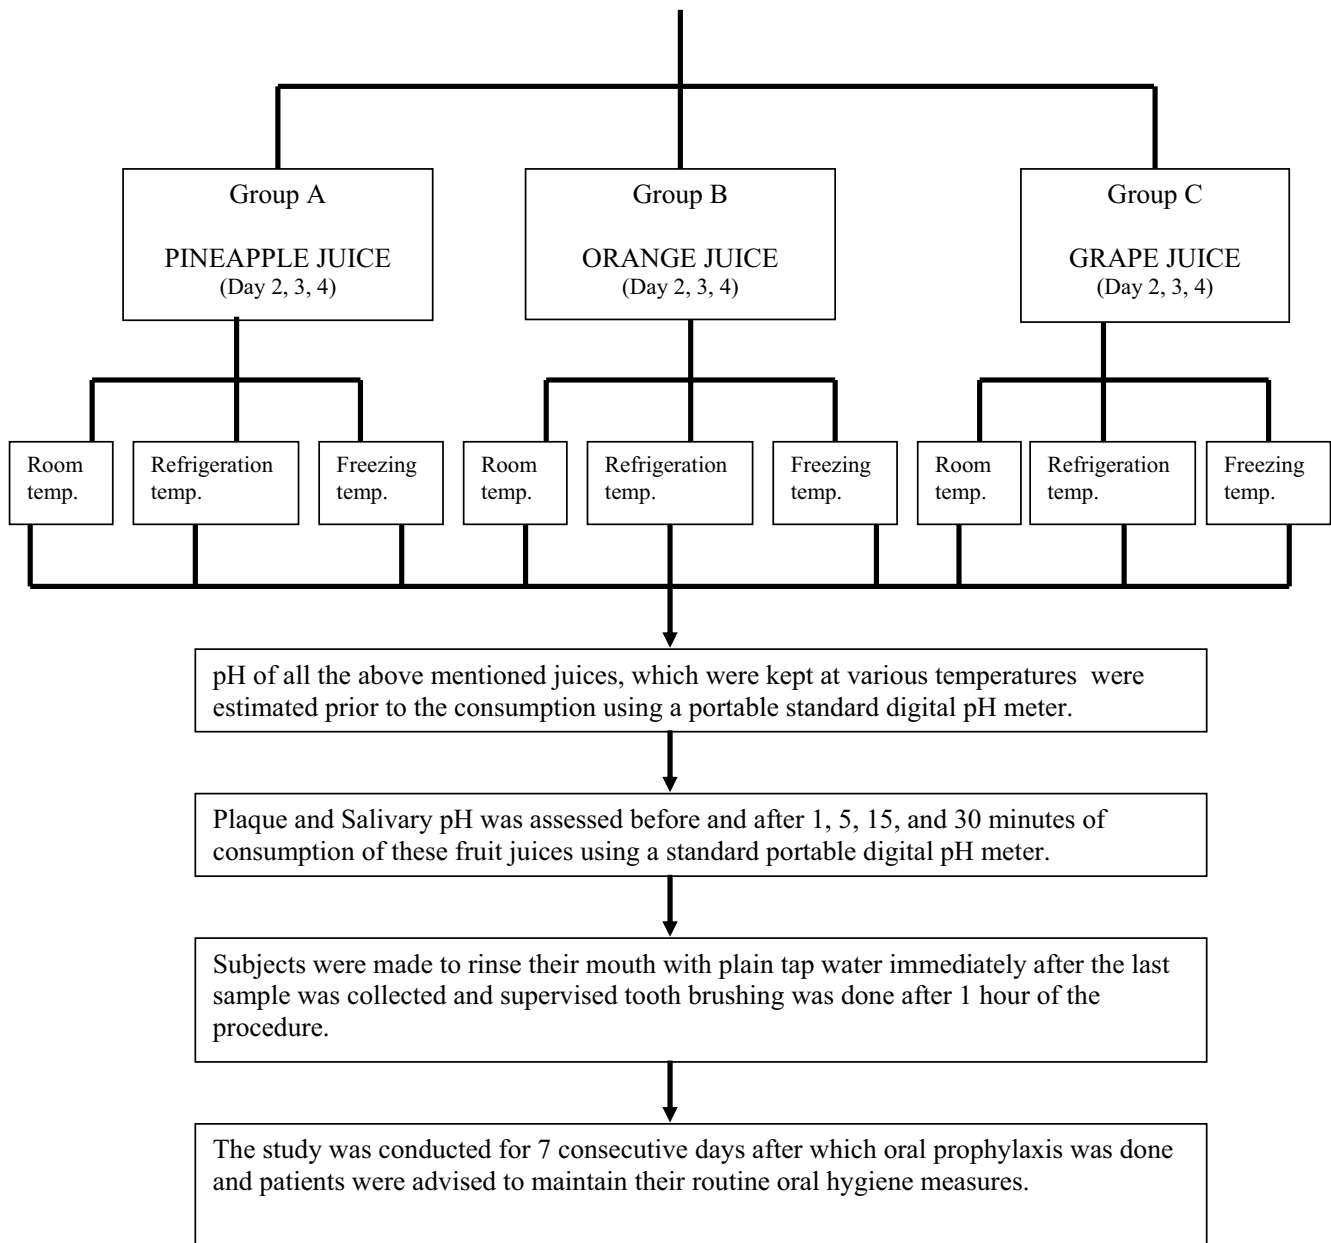 Group A
PINEAPPLE JUICE
(Day 2, 3, 4)
Group B
ORANGE JUICE
(Day 2, 3, 4)
Group C
GRAPE JUICE
(Day 2, 3, 4)
Room
temp.
Refrigeration
temp.
Freezing
temp.
Room
temp.
Refrigeration
temp.
Freezing
temp.
Room
temp.
Refrigeration
temp.
Freezing
temp.
pH of all the above mentioned juices, which were kept at various temperatures  were
estimated prior to the consumption using a portable standard digital pH meter.
Plaque and Salivary pH was assessed before and after 1, 5, 15, and 30 minutes of
consumption of these fruit juices using a standard portable digital pH meter.
Subjects were made to rinse their mouth with plain tap water immediately after the last
sample was collected and supervised tooth brushing was done after 1 hour of the
procedure.
The study was conducted for 7 consecutive days after which oral prophylaxis was done
and patients were advised to maintain their routine oral hygiene measures.